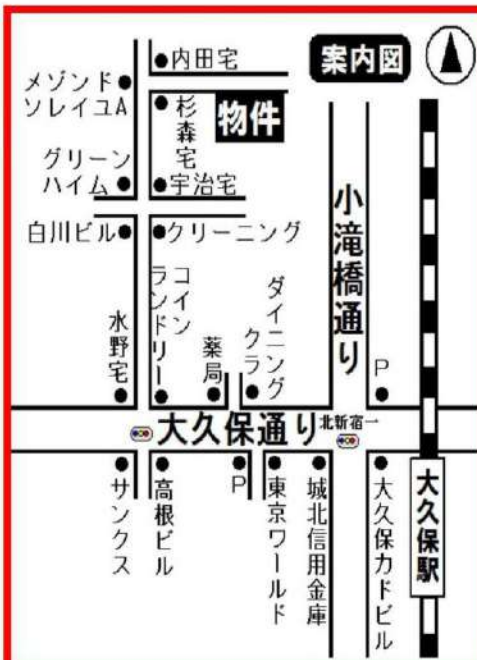 案内図
内田宅
メゾンド
ソレイユA
杉森宅
物件
グリーン
ハイム
宇治宅
白川ビル
クリーニング
小滝橋通り
水野宅
コイン
ランドリー
薬局
ダイニング
クラ
P
大久保通り
北新宿一
サンクス
高根ビル
P
東京ワールド
城北信用金庫
大久保カドビル
大久保駅